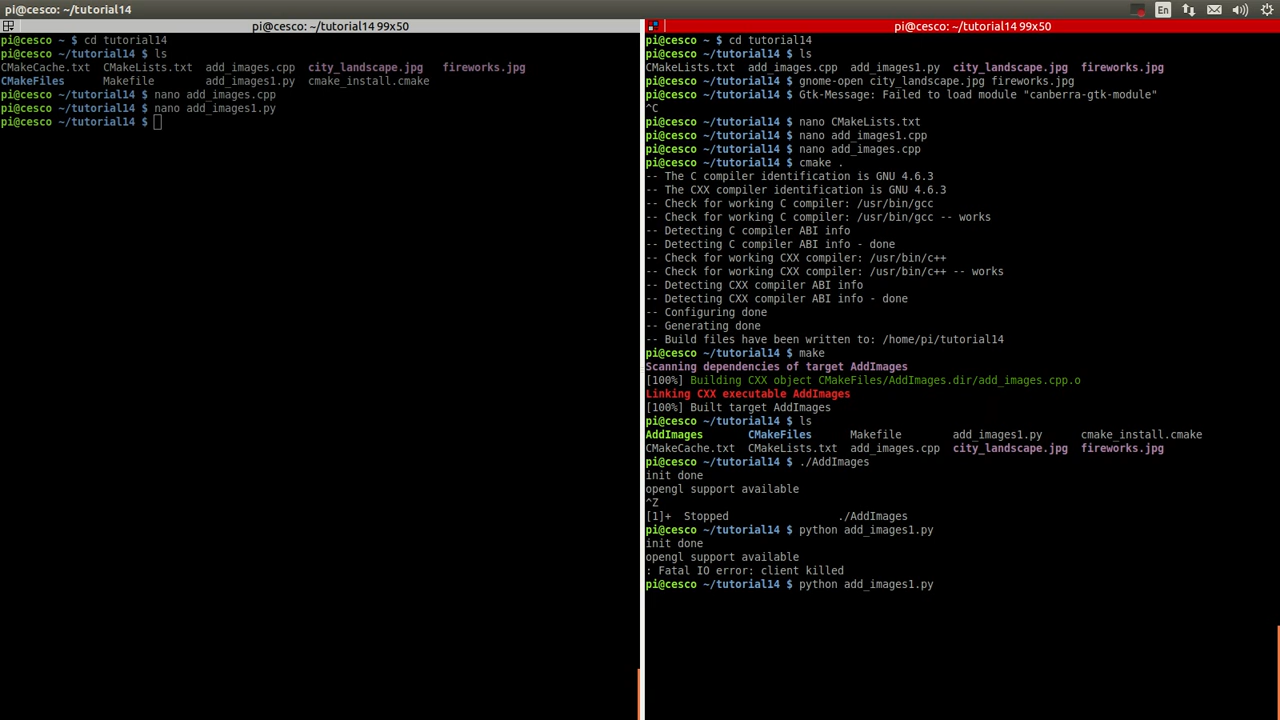 pi@cesco: ~/tutorial14
En
pi@cesco: ~/tutorial14 99x50
pi@cesco ~ $ cd tutorial14
pi@cesco ~/tutorial14 $ ls
CMakeCache.txt  CMakeLists.txt  add_images.cpp  city_landscape.jpg  fireworks.jpg
CMakeFiles      Makefile        add_images1.py  cmake_install.cmake
pi@cesco ~/tutorial14 $ nano add_images.cpp
pi@cesco ~/tutorial14 $ nano add_images1.py
pi@cesco ~/tutorial14 $
pi@cesco: ~/tutorial14 99x50
pi@cesco ~ $ cd tutorial14
pi@cesco ~/tutorial14 $ ls
CMakeLists.txt  add_images.cpp  add_images1.py  city_landscape.jpg  fireworks.jpg
pi@cesco ~/tutorial14 $ gnome-open city_landscape.jpg fireworks.jpg
pi@cesco ~/tutorial14 $ Gtk-Message: Failed to load module "canberra-gtk-module"
^C
pi@cesco ~/tutorial14 $ nano CMakeLists.txt
pi@cesco ~/tutorial14 $ nano add_images1.cpp
pi@cesco ~/tutorial14 $ nano add_images.cpp
pi@cesco ~/tutorial14 $ cmake .
-- The C compiler identification is GNU 4.6.3
-- The CXX compiler identification is GNU 4.6.3
-- Check for working C compiler: /usr/bin/gcc
-- Check for working C compiler: /usr/bin/gcc -- works
-- Detecting C compiler ABI info
-- Detecting C compiler ABI info - done
-- Check for working CXX compiler: /usr/bin/c++
-- Check for working CXX compiler: /usr/bin/c++ -- works
-- Detecting CXX compiler ABI info
-- Detecting CXX compiler ABI info - done
-- Configuring done
-- Generating done
-- Build files have been written to: /home/pi/tutorial14
pi@cesco ~/tutorial14 $ make
Scanning dependencies of target AddImages
[100%] Building CXX object CMakeFiles/AddImages.dir/add_images.cpp.o
Linking CXX executable AddImages
[100%] Built target AddImages
pi@cesco ~/tutorial14 $ ls
AddImages       CMakeFiles      Makefile        add_images1.py      cmake_install.cmake
CMakeCache.txt  CMakeLists.txt  add_images.cpp  city_landscape.jpg  fireworks.jpg
pi@cesco ~/tutorial14 $ ./AddImages
init done
opengl support available
^Z
[1]+  Stopped                 ./AddImages
pi@cesco ~/tutorial14 $ python add_images1.py
init done
opengl support available
: Fatal IO error: client killed
pi@cesco ~/tutorial14 $ python add_images1.py